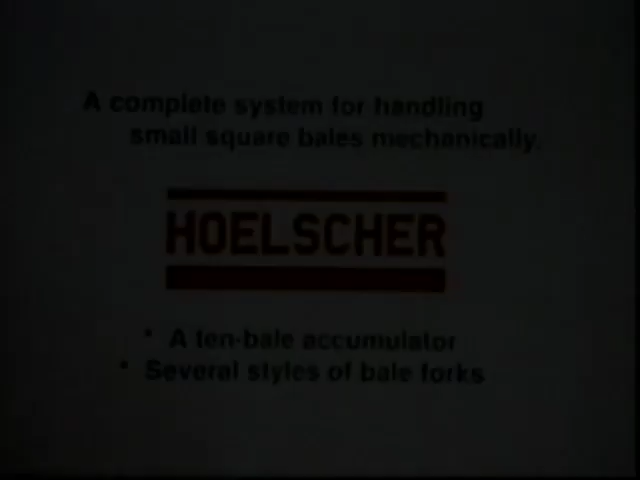 A complete system for handling
small square bales mechanically.
HOELSCHER
• A ten-bale accumulator
• Several styles of bale forks